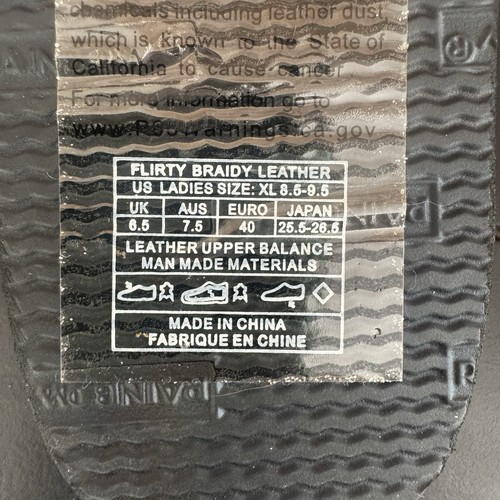 chemicals including leather dust
which is known to the State of
California to cause cancer
For more information go to
www.P65Warnings.ca.gov
FLIRTY BRAIDY LEATHER
US LADIES SIZE: XL 8.5-9.5
UK AUS EURO JAPAN
6.5 7.5 40 25.5-26.5
LEATHER UPPER BALANCE
MAN MADE MATERIALS
MADE IN CHINA
FABRIQUE EN CHINE